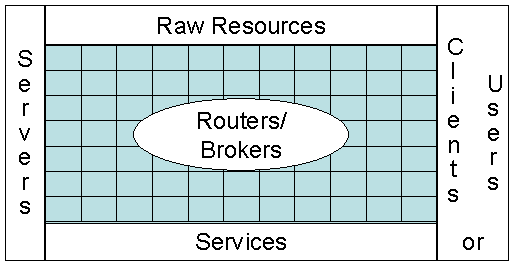 Raw Resources
Servers
Routers/
Brokers
Clients
Users
or
Services